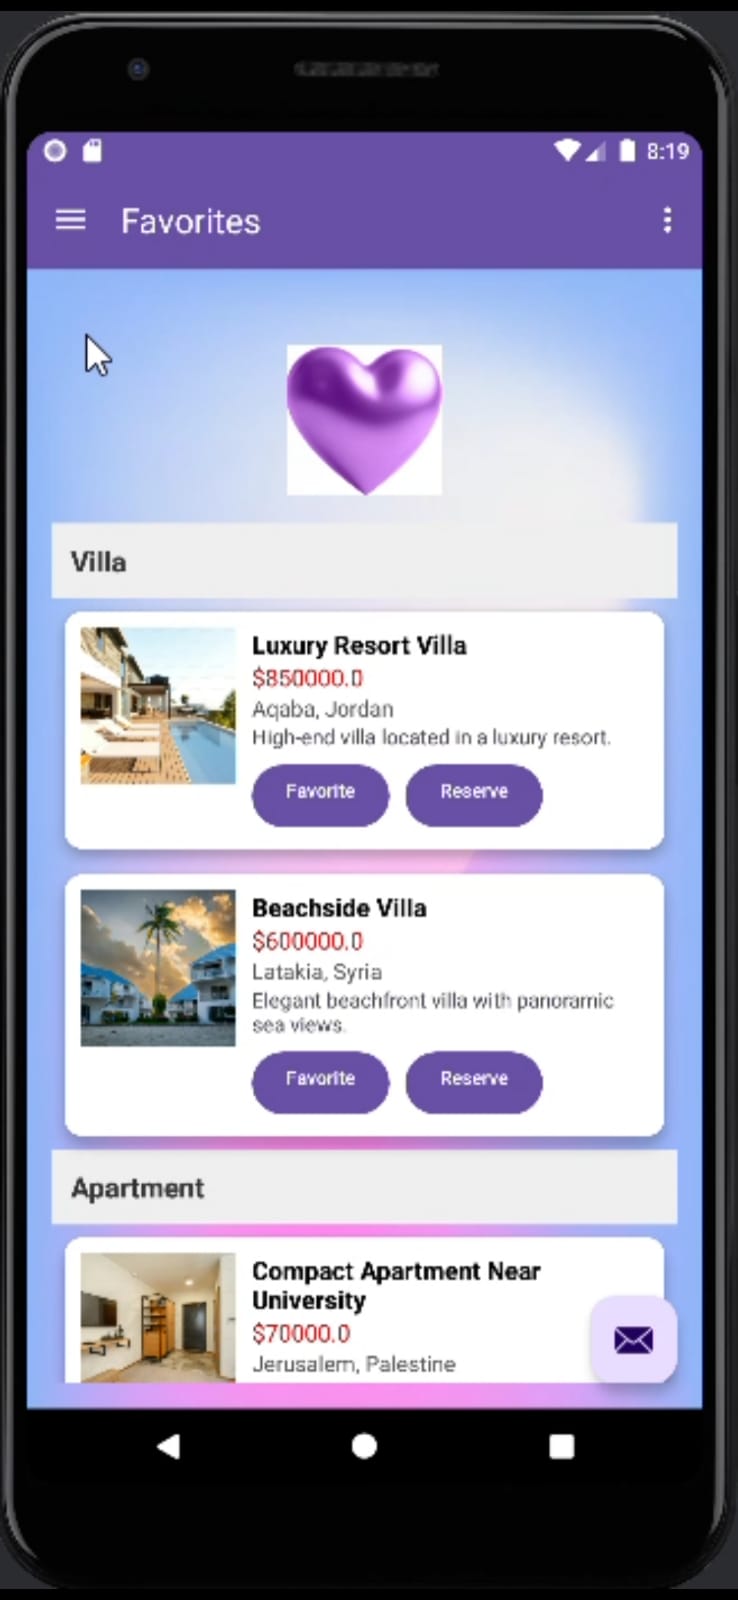 8:19
Favorites
Villa
Luxury Resort Villa
$850000.0
Aqaba, Jordan
High-end villa located in a luxury resort.
Favorite Reserve
Beachside Villa
$600000.0
Latakia, Syria
Elegant beachfront villa with panoramic
sea views.
Favorite Reserve
Apartment
Compact Apartment Near
University
$70000.0
Jerusalem, Palestine